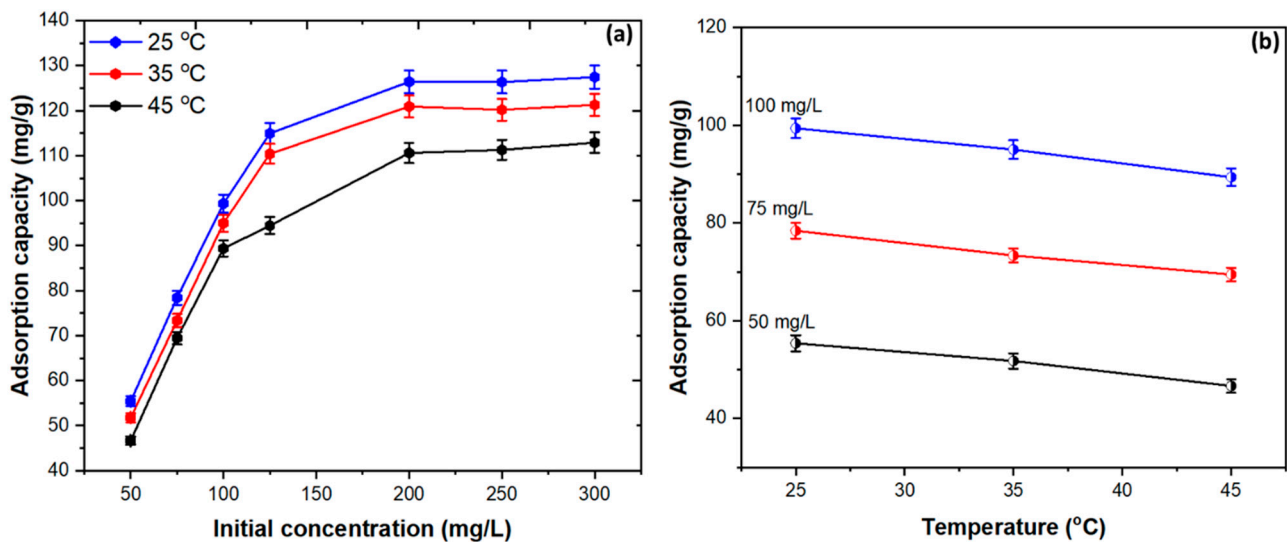 (a)
25 °C
35 °C
45 °C
Adsorption capacity (mg/g)
140
130
120
110
100
90
80
70
60
50
40
50
100
150
200
250
300
Initial concentration (mg/L)
(b)
Adsorption capacity (mg/g)
120
100
80
60
40
100 mg/L
75 mg/L
50 mg/L
25
30
35
40
45
Temperature (°C)